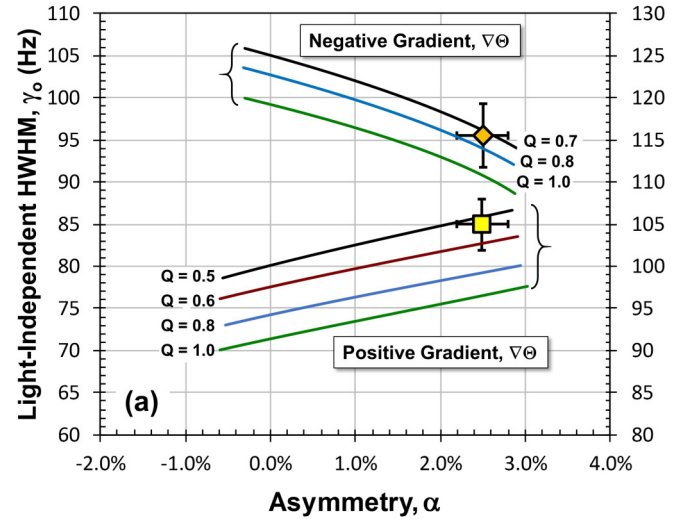 Light-Independent HWHM, γₒ (Hz)
110
105
100
95
90
85
80
75
70
65
60
130
125
120
115
110
105
100
95
90
85
80
Negative Gradient, ∇Θ
Q = 0.7
Q = 0.8
Q = 1.0
Q = 0.5
Q = 0.6
Q = 0.8
Q = 1.0
Positive Gradient, ∇Θ
(a)
-2.0% -1.0% 0.0% 1.0% 2.0% 3.0% 4.0%
Asymmetry, α